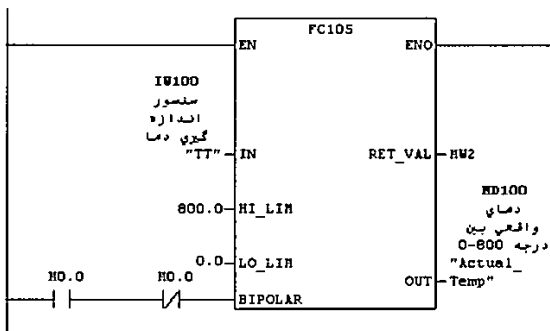 FC105
EN
ENO
IW100
سنسور
اندازه
گيري دما
"TT"
IN
RET_VAL
MW2
800.0
HI_LIM
MD100
دماي
واقعي بين
0-800 درجه
"Actual_
Temp"
0.0
LO_LIM
OUT
M0.0
M0.0
BIPOLAR